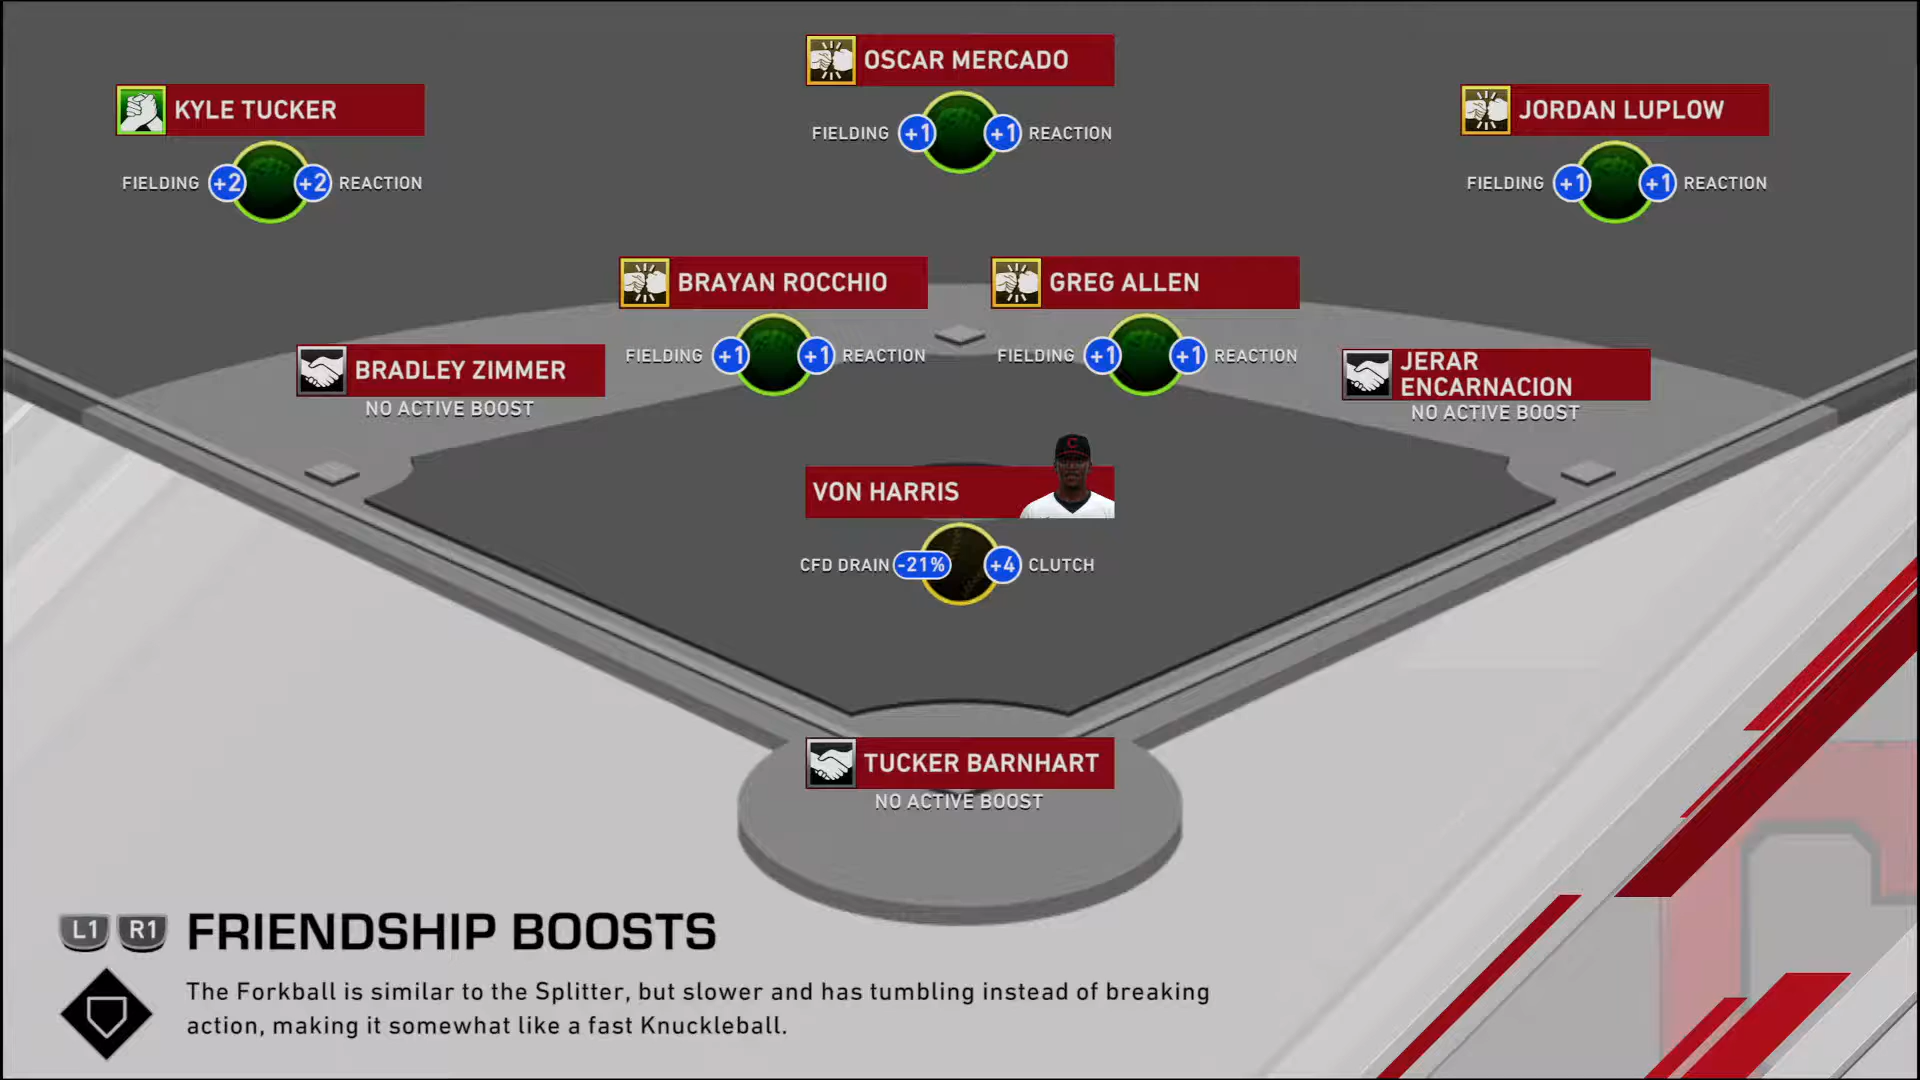 OSCAR MERCADO
FIELDING +1 +1 REACTION
KYLE TUCKER
FIELDING +2 +2 REACTION
JORDAN LUPLOW
FIELDING +1 +1 REACTION
BRAYAN ROCCHIO
FIELDING +1 +1 REACTION
GREG ALLEN
FIELDING +1 +1 REACTION
BRADLEY ZIMMER
NO ACTIVE BOOST
JERAR
ENCARNACION
NO ACTIVE BOOST
C
VON HARRIS
CFD DRAIN -21% +4 CLUTCH
TUCKER BARNHART
NO ACTIVE BOOST
L1 R1 FRIENDSHIP BOOSTS
The Forkball is similar to the Splitter, but slower and has tumbling instead of breaking
action, making it somewhat like a fast Knuckleball.